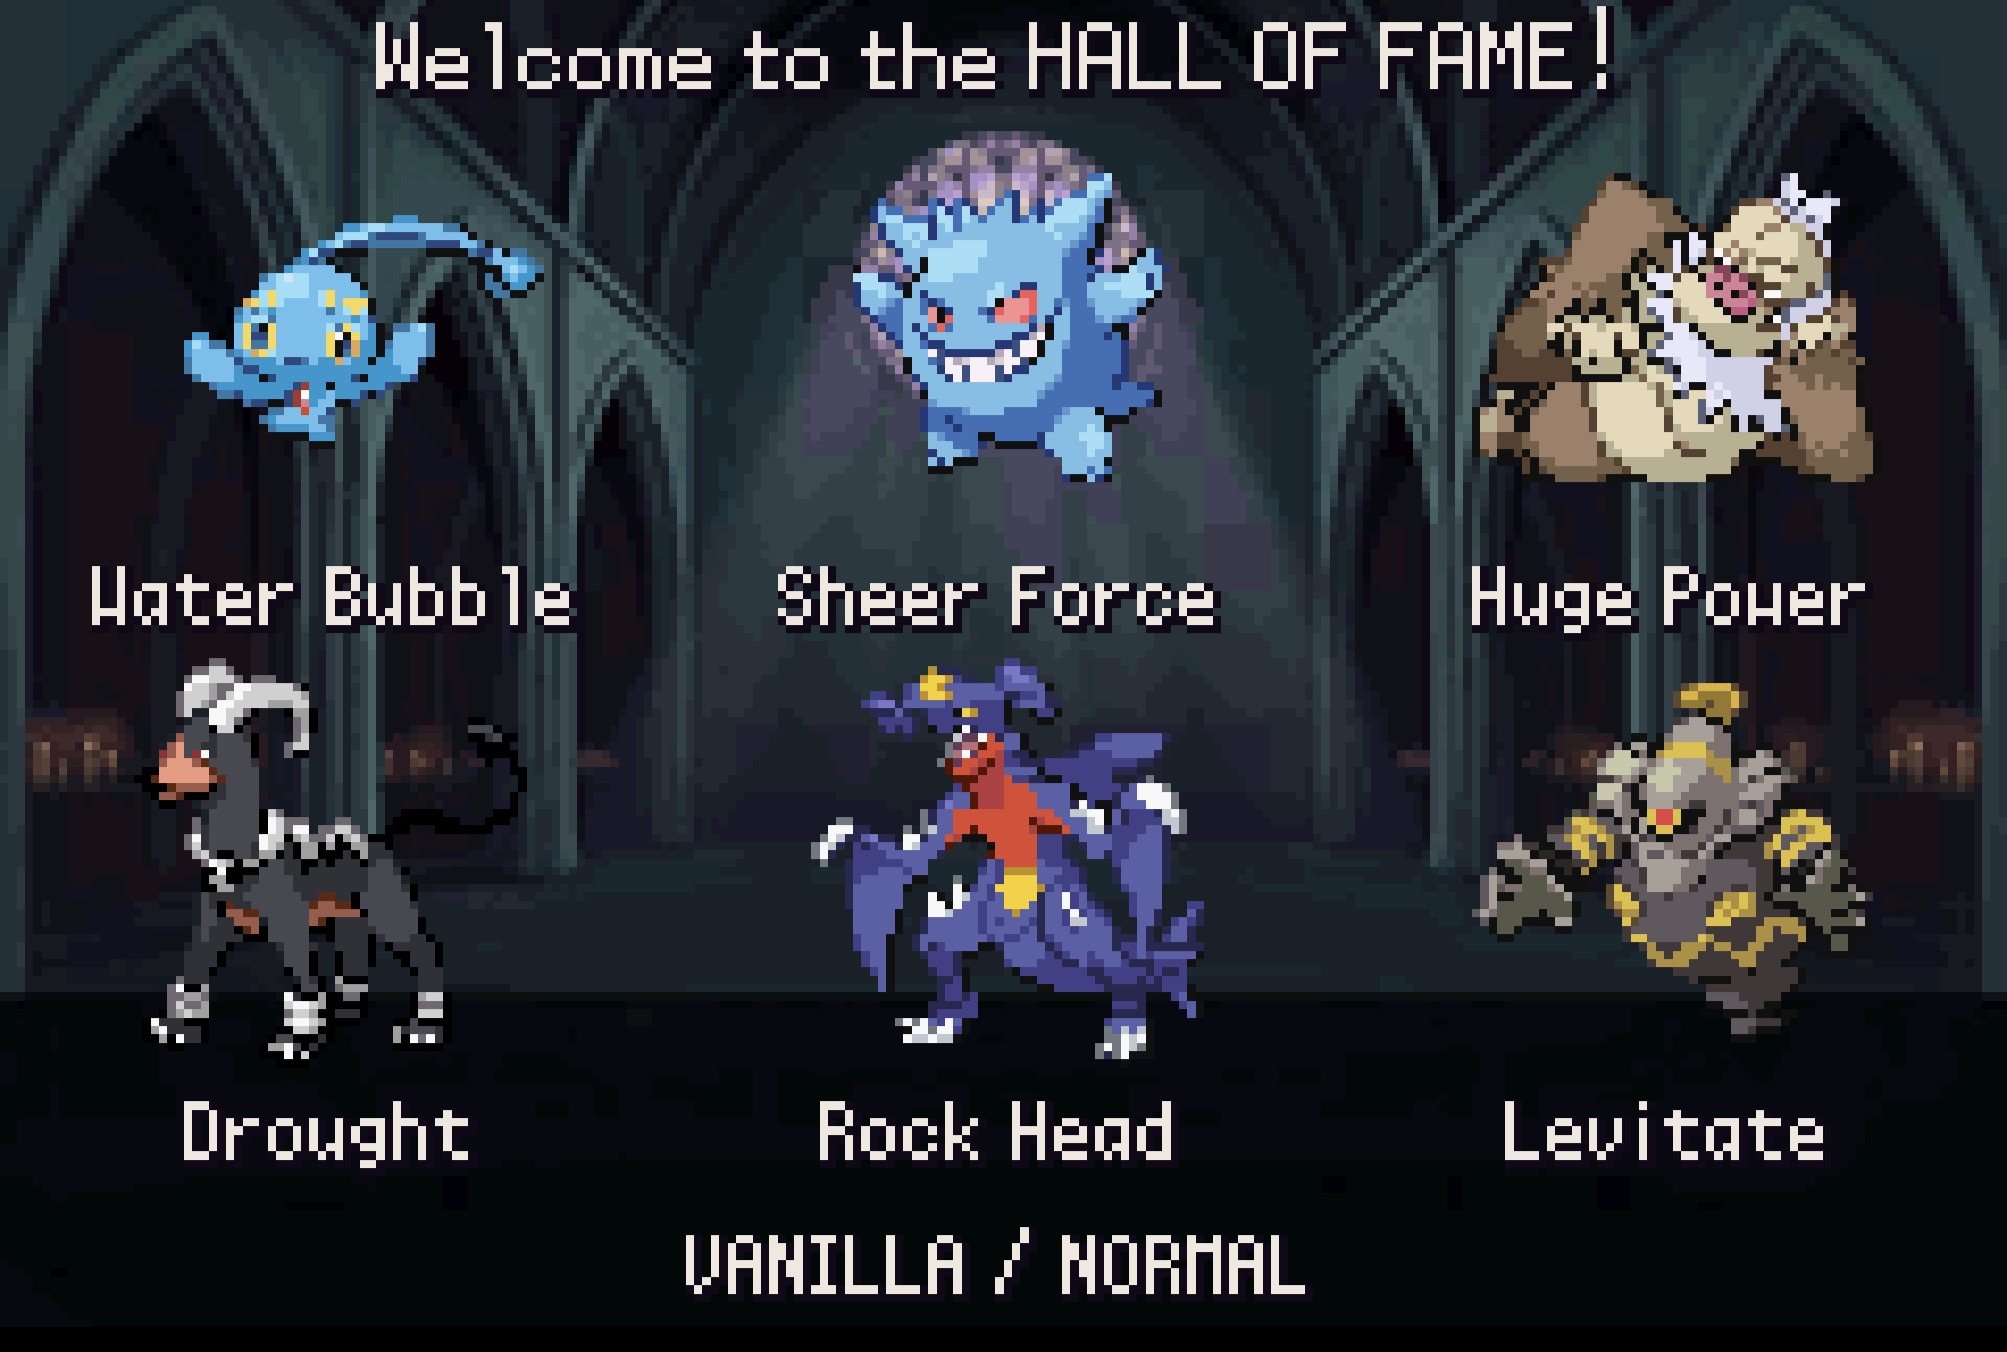 Welcome to the HALL OF FAME!
Water Bubble Sheer Force Huge Power
Drought Rock Head Levitate
VANILLA / NORMAL